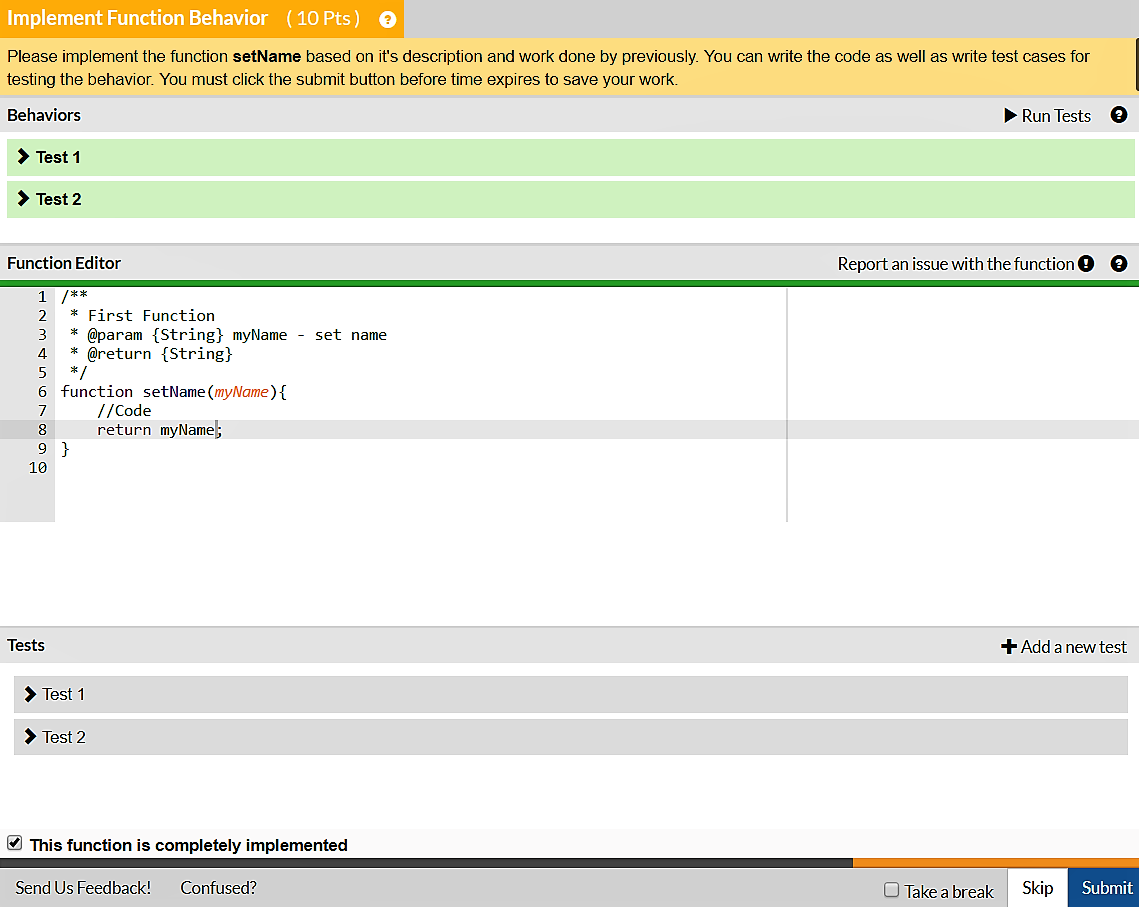 Implement Function Behavior ( 10 Pts ) ?
Please implement the function setName based on it's description and work done by previously. You can write the code as well as write test cases for
testing the behavior. You must click the submit button before time expires to save your work.
Behaviors Run Tests ?
Test 1
Test 2
Function Editor Report an issue with the function ! ?
1 /**
2 * First Function
3 * @param {String} myName - set name
4 * @return {String}
5 */
6 function setName(myName){
7 //Code
8 return myName;
9 }
10
Tests Add a new test
Test 1
Test 2
This function is completely implemented
Send Us Feedback! Confused? Take a break Skip Submit